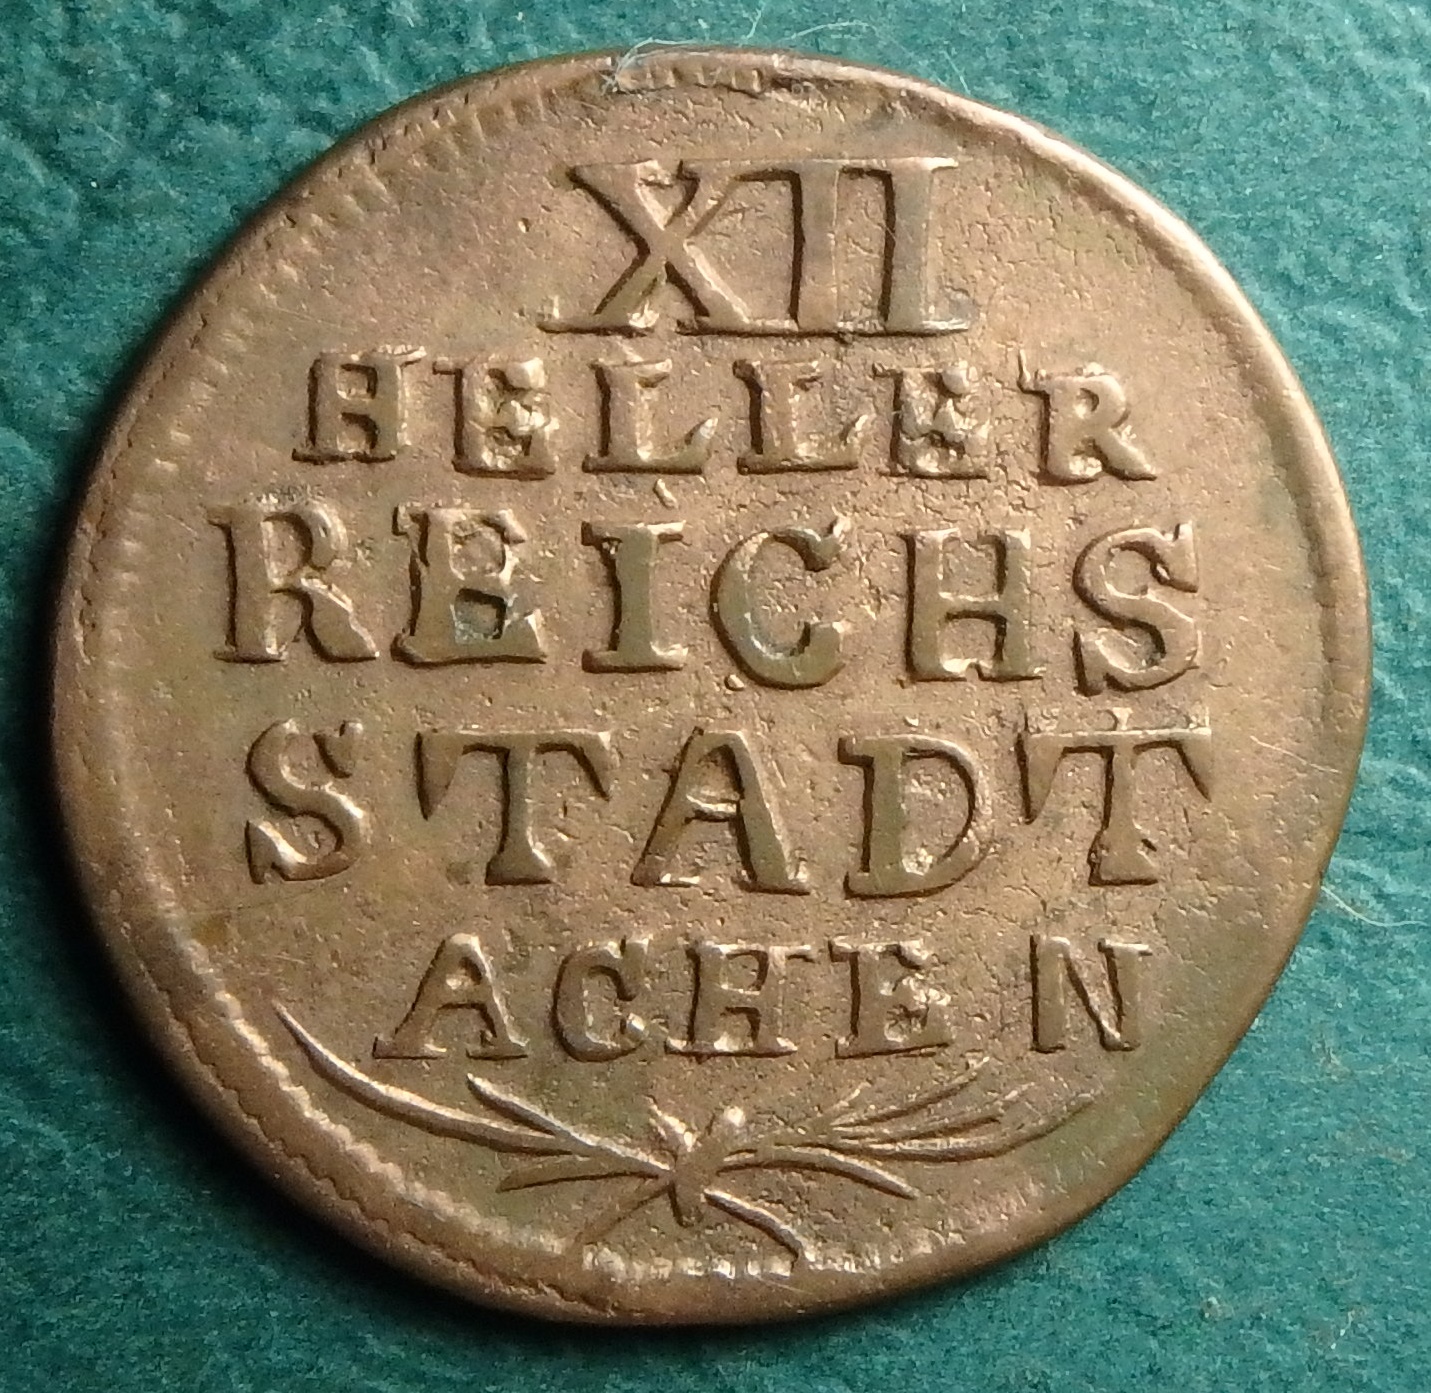 XII
HELLER
REICHS
STADT
ACHEN